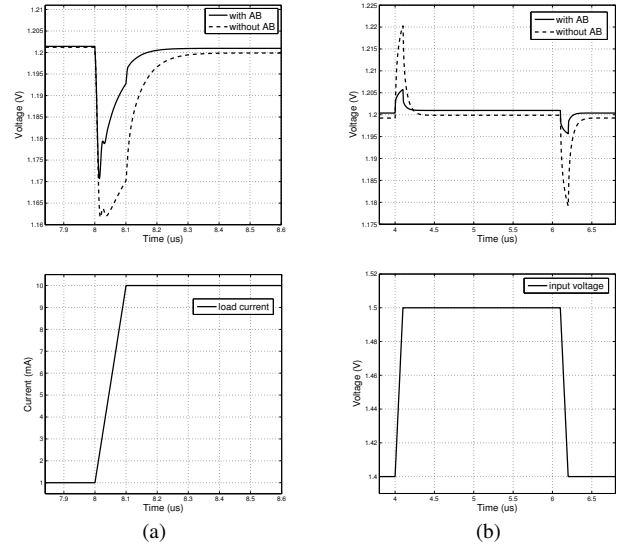 with AB
without AB
1.2
1.195
1.19
1.185
1.18
1.175
1.17
1.165
1.16
Voltage (V)
7.9 8 8.1 8.2 8.3 8.4 8.5 8.6
Time (us)
with AB
without AB
1.225
1.22
1.215
1.21
1.205
1.2
1.195
1.19
1.185
1.18
1.175
Voltage (V)
4 4.5 5 5.5 6 6.5
Time (us)
load current
10
9
8
7
6
5
4
3
2
1
Current (mA)
7.9 8 8.1 8.2 8.3 8.4 8.5 8.6
Time (us)
(a)
input voltage
1.52
1.5
1.48
1.46
1.44
1.42
1.4
1.38
Voltage (V)
4 4.5 5 5.5 6 6.5
Time (us)
(b)